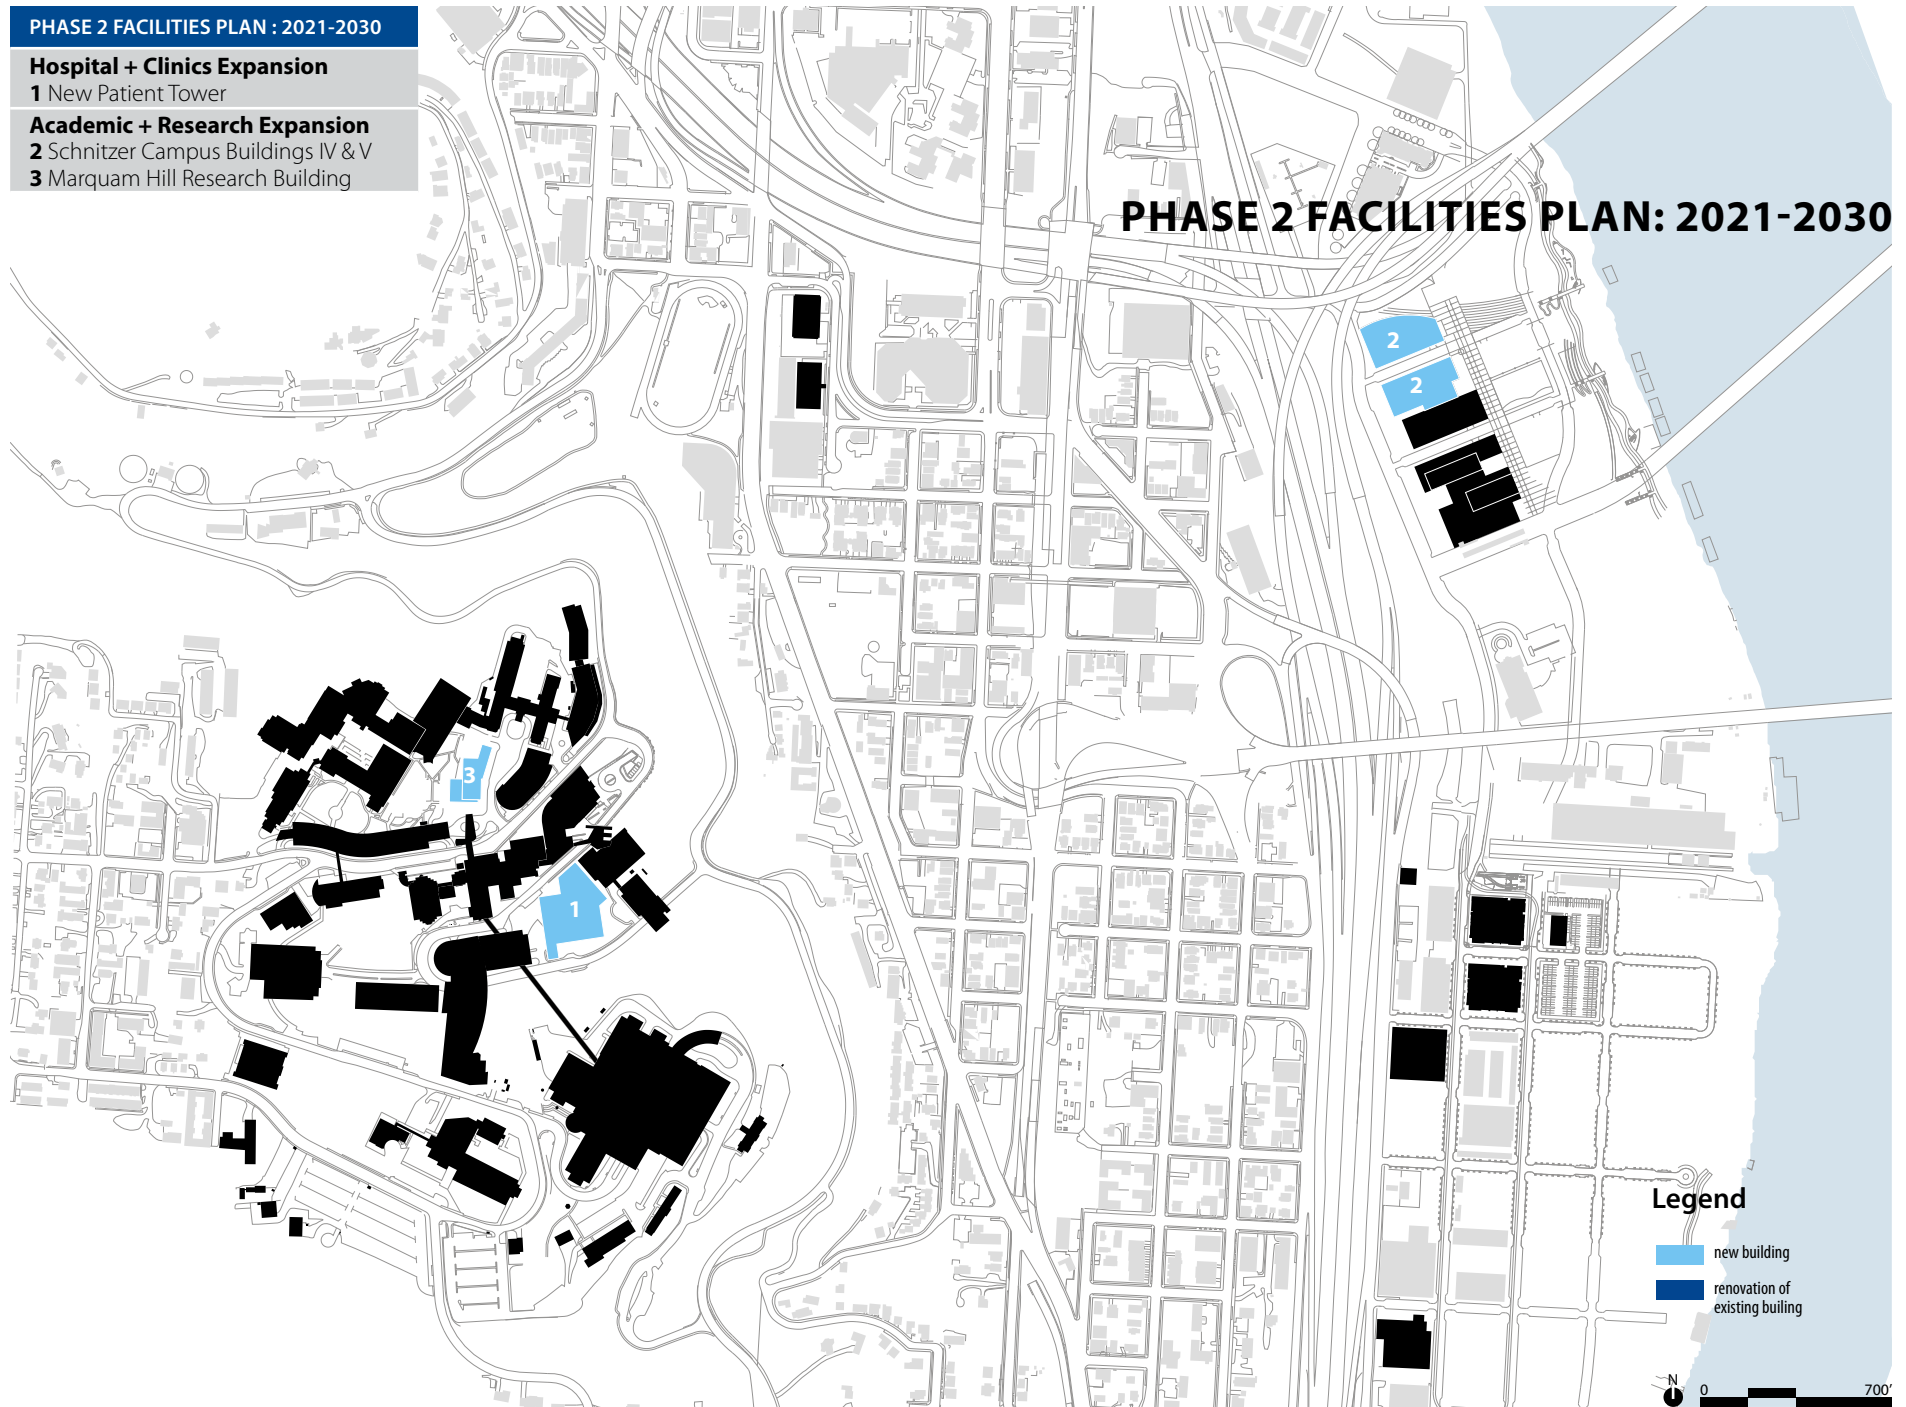 PHASE 2 FACILITIES PLAN : 2021-2030
Hospital + Clinics Expansion
1 New Patient Tower
Academic + Research Expansion
2 Schnitzer Campus Buildings IV & V
3 Marquam Hill Research Building
PHASE 2 FACILITIES PLAN: 2021-2030
2
2
3
1
Legend
new building
renovation of
existing builing
N
0 700'